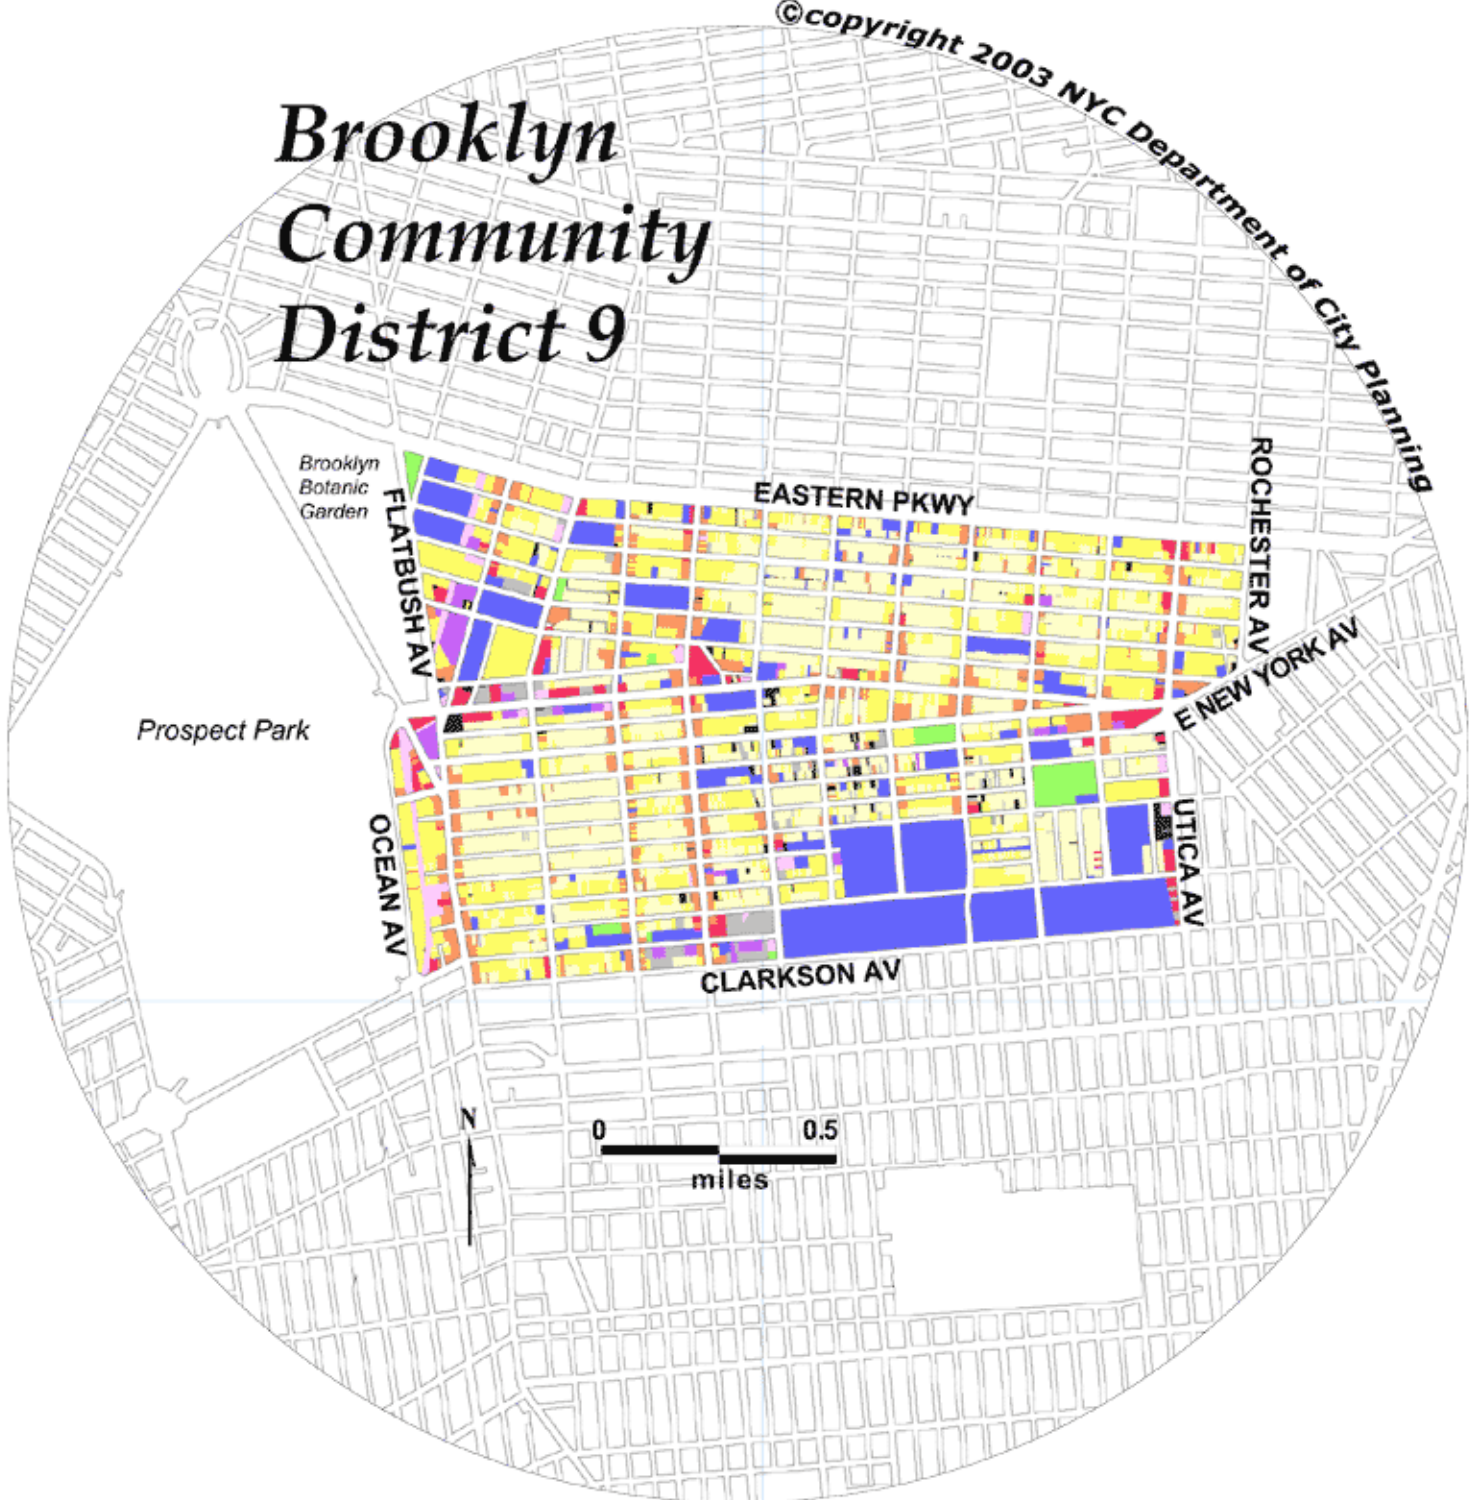 ©copyright 2003 NYC Department of City Planning
Brooklyn
Community
District 9
Brooklyn
Botanic
Garden
FLATBUSH AV
EASTERN PKWY
ROCHESTER AV
E NEW YORK AV
Prospect Park
OCEAN AV
UTICA AV
CLARKSON AV
N
0 0.5
miles